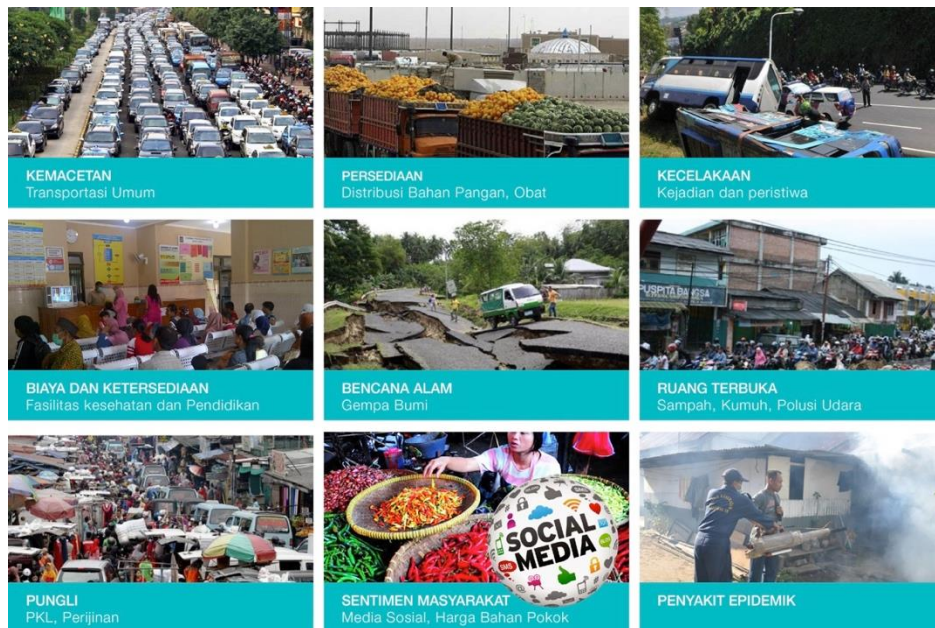 KEMACETAN
Transportasi Umum
PERSEDIAAN
Distribusi Bahan Pangan, Obat
KECELAKAAN
Kejadian dan peristiwa
PUSPITA BANGSA
BIAYA DAN KETERSEDIAAN
Fasilitas kesehatan dan Pendidikan
BENCANA ALAM
Gempa Bumi
RUANG TERBUKA
Sampah, Kumuh, Polusi Udara
SOCIAL
MEDIA
SMS
PUNGLI
PKL, Perijinan
SENTIMEN MASYARAKAT
Media Sosial, Harga Bahan Pokok
PENYAKIT EPIDEMIK